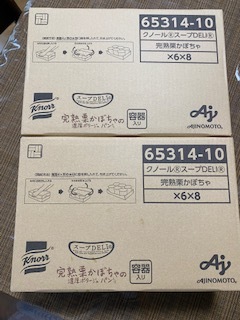 65314-10
クノール®スープDELI®
完熟栗かぼちゃ
×6×8
Knorr
スープDELI®
完熟栗かぼちゃの
濃厚ポタージュ パン入り
容器
入り
Aj
AJINOMOTO
65314-10
クノール®スープDELI®
完熟栗かぼちゃ
×6×8
Knorr
スープDELI®
完熟栗かぼちゃの
濃厚ポタージュ パン入り
容器
入り
Aj
AJINOMOTO